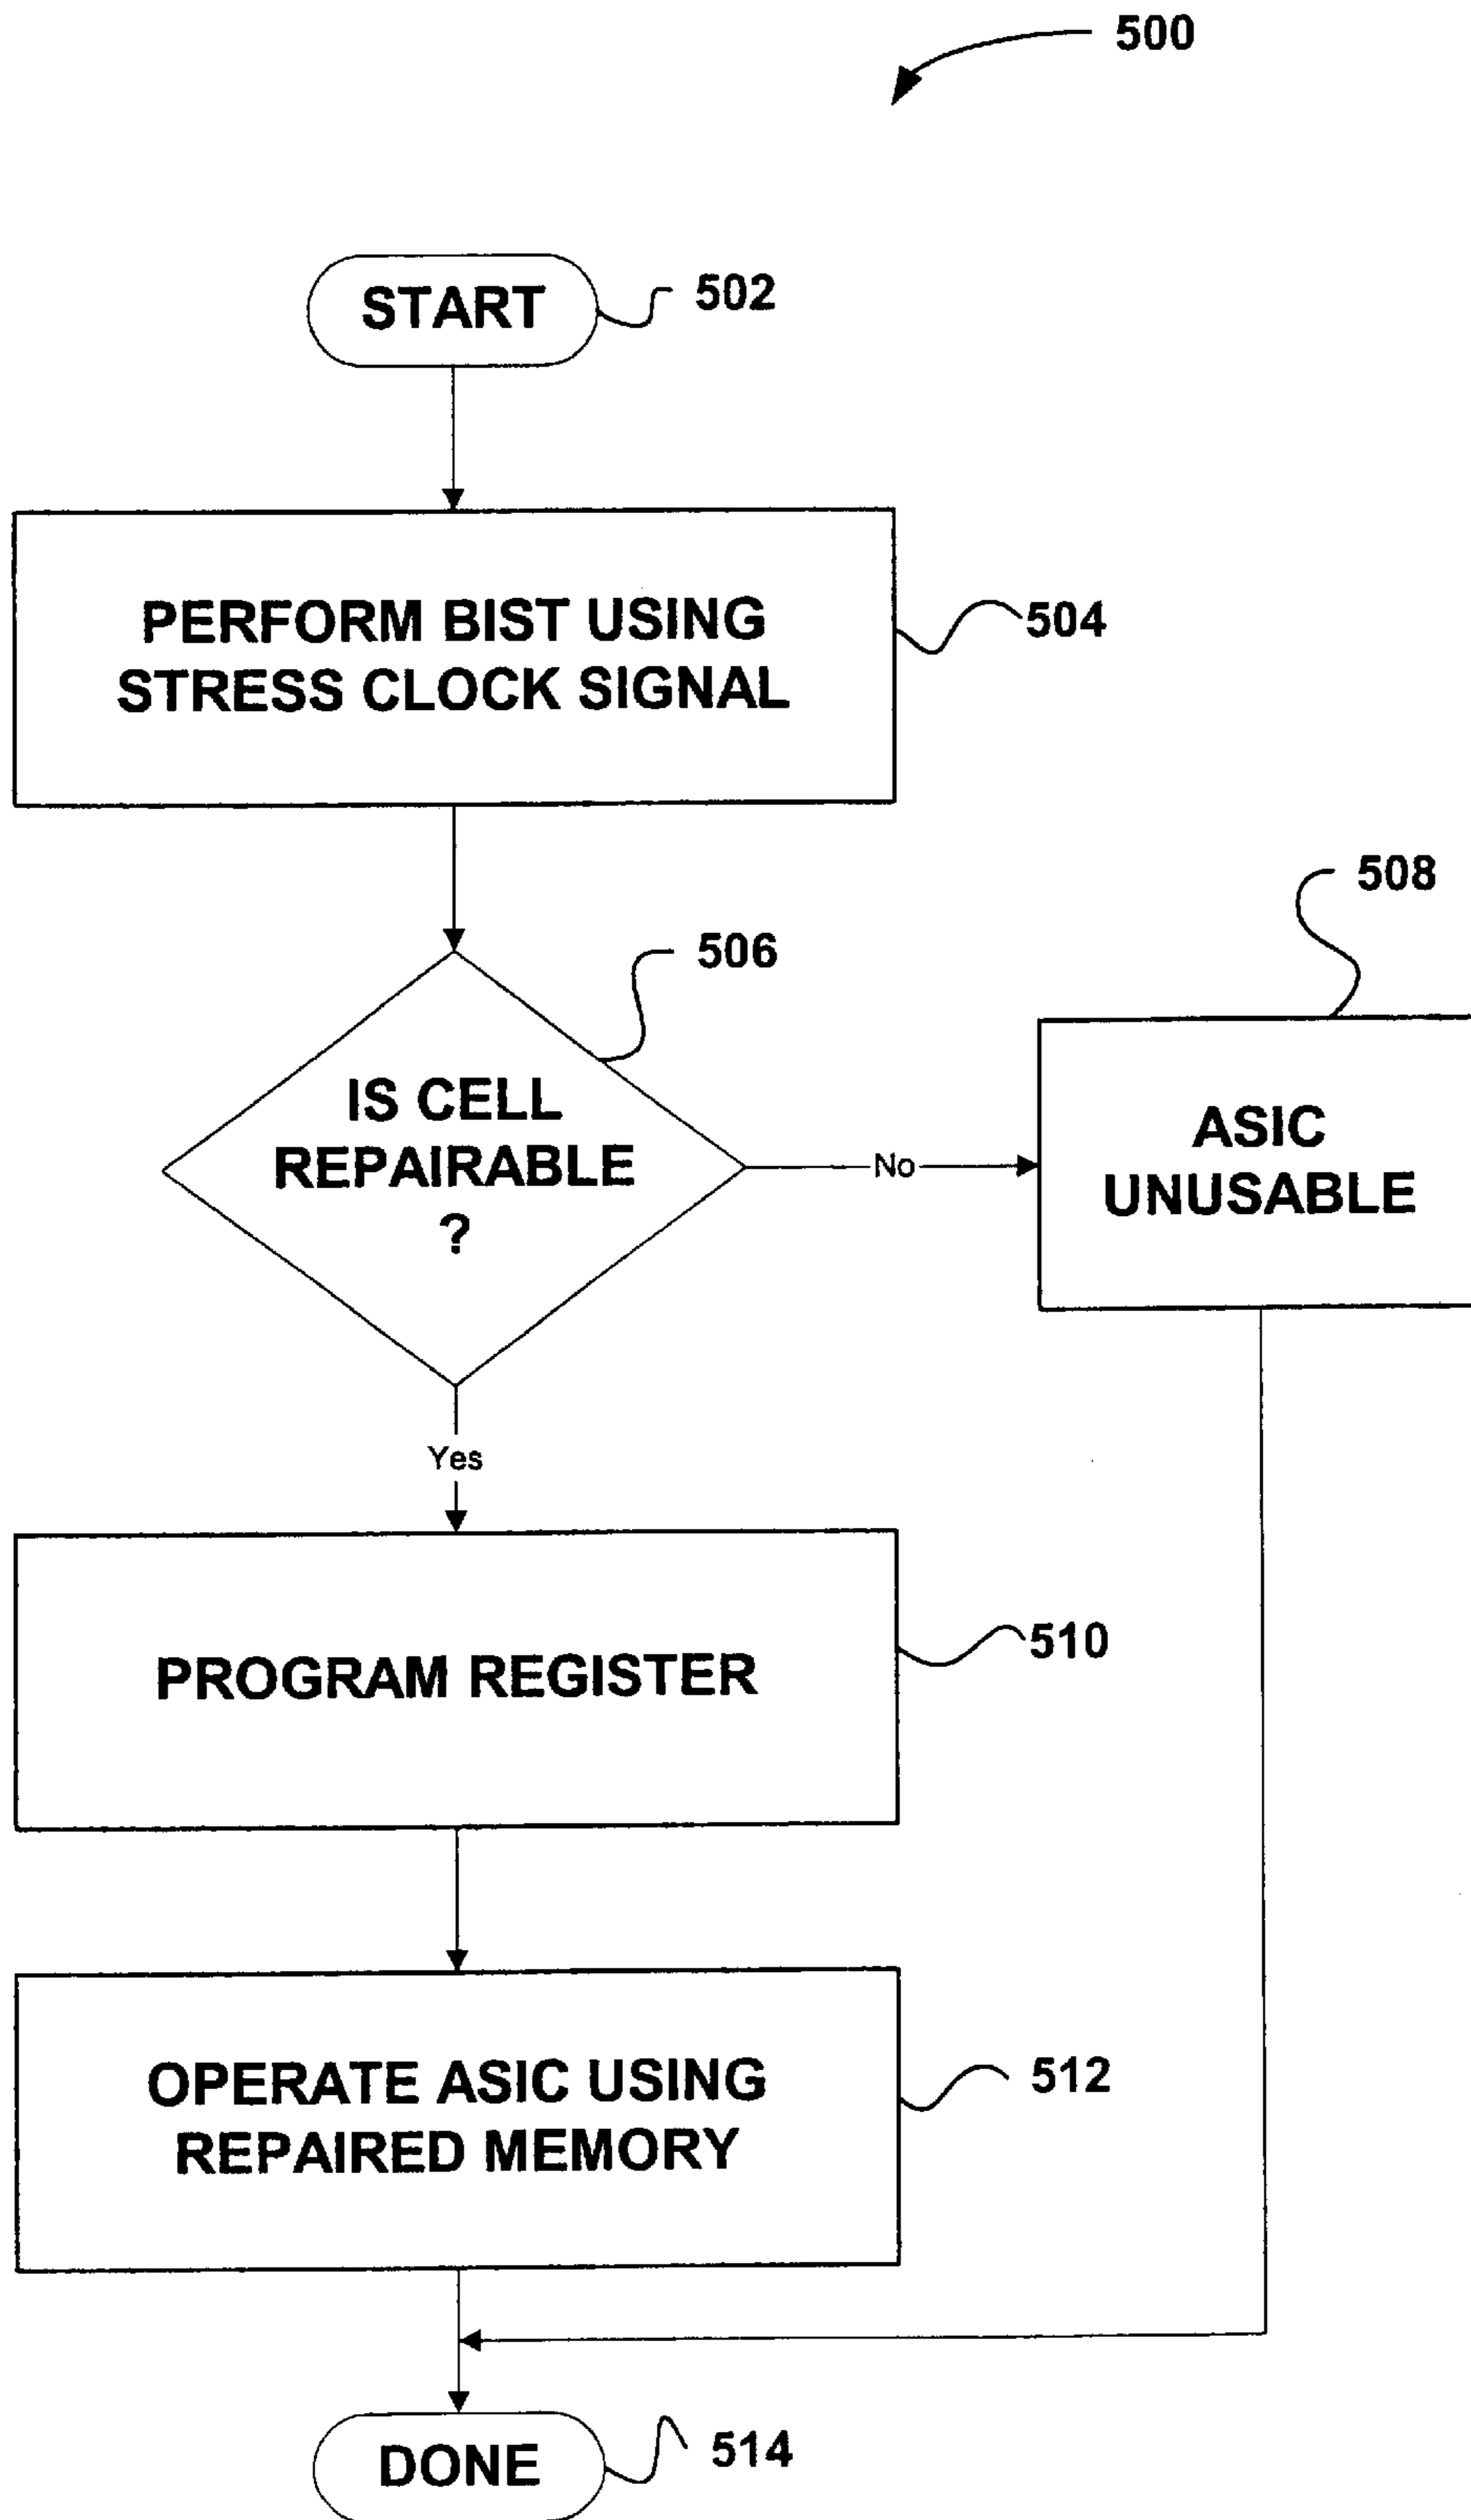 500
START
502
PERFORM BIST USING
STRESS CLOCK SIGNAL
504
506
508
IS CELL
REPAIRABLE
?
No
ASIC
UNUSABLE
Yes
PROGRAM REGISTER
510
OPERATE ASIC USING
REPAIRED MEMORY
512
DONE
514